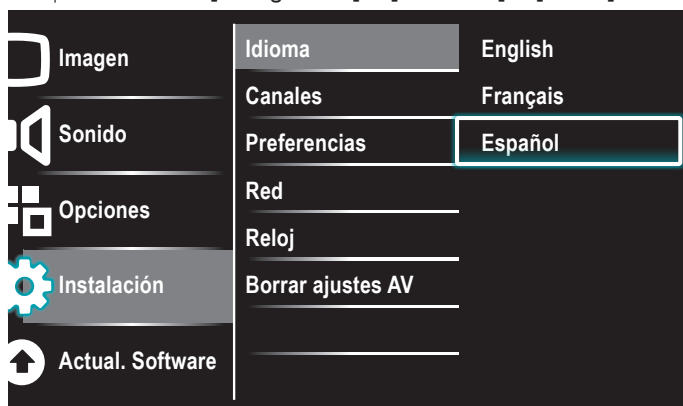 Imagen
Sonido
Opciones
Instalación
Actual. Software
Idioma
Canales
Preferencias
Red
Reloj
Borrar ajustes AV
English
Français
Español